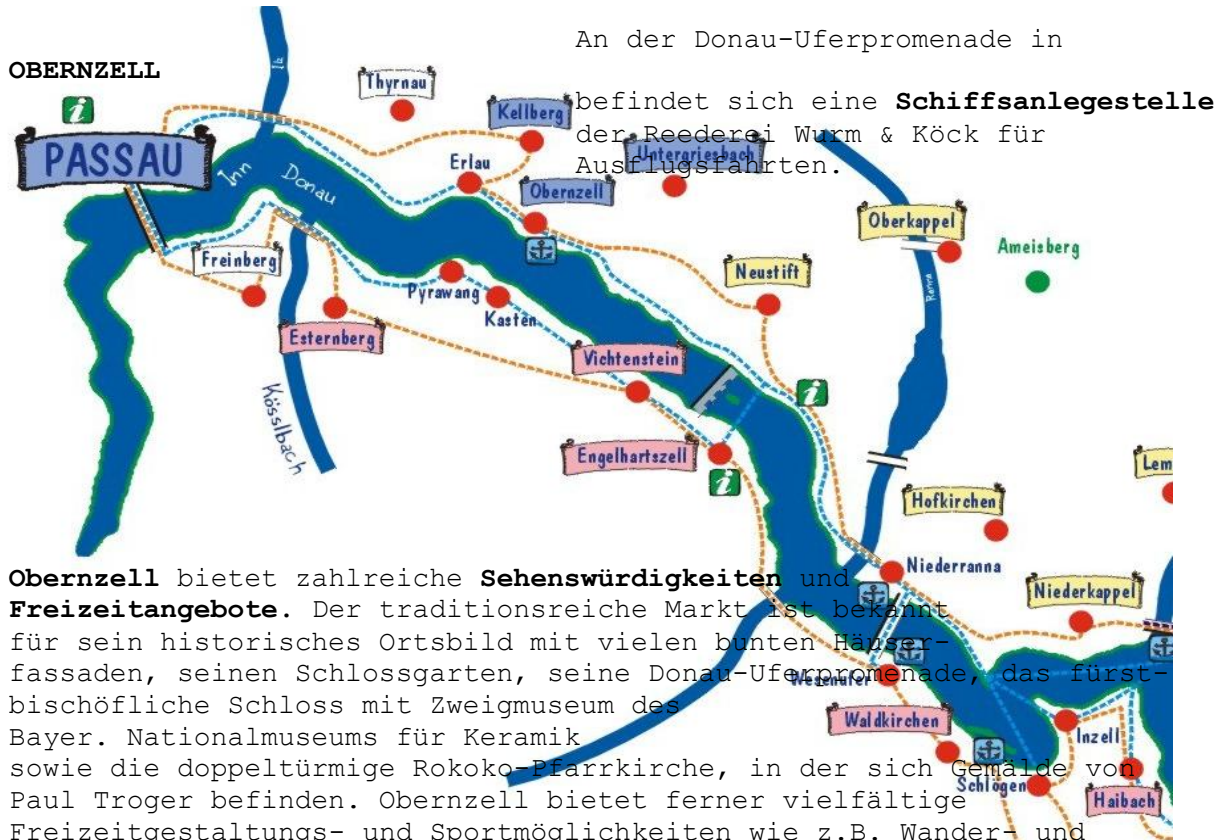 An der Donau-Uferpromenade in
OBERNZELL
befindet sich eine Schiffsanlegestelle
der Reederei Wurm & Köck für
Ausflugsfahrten.
Thyrnau
Kellberg
PASSAU
Untergriesbach
Erlau
Inn
Donau
Obernzell
Oberkappel
Ameisberg
Freinberg
Neustift
Ranna
Pyrawang
Kasten
Esternberg
Vichtenstein
Kösslbach
Engelhartszell
Lem
Hofkirchen
Niederranna
Niederkappel
Wesenufer
Waldkirchen
Inzell
Schlögen
Haibach
Obernzell bietet zahlreiche Sehenswürdigkeiten und
Freizeitangebote. Der traditionsreiche Markt ist bekannt
für sein historisches Ortsbild mit vielen bunten Häuser-
fassaden, seinen Schlossgarten, seine Donau-Uferpromenade, das fürst-
bischöfliche Schloss mit Zweigmuseum des
Bayer. Nationalmuseums für Keramik
sowie die doppeltürmige Rokoko-Pfarrkirche, in der sich Gemälde von
Paul Troger befinden. Obernzell bietet ferner vielfältige
Freizeitgestaltungs- und Sportmöglichkeiten wie z.B. Wander- und